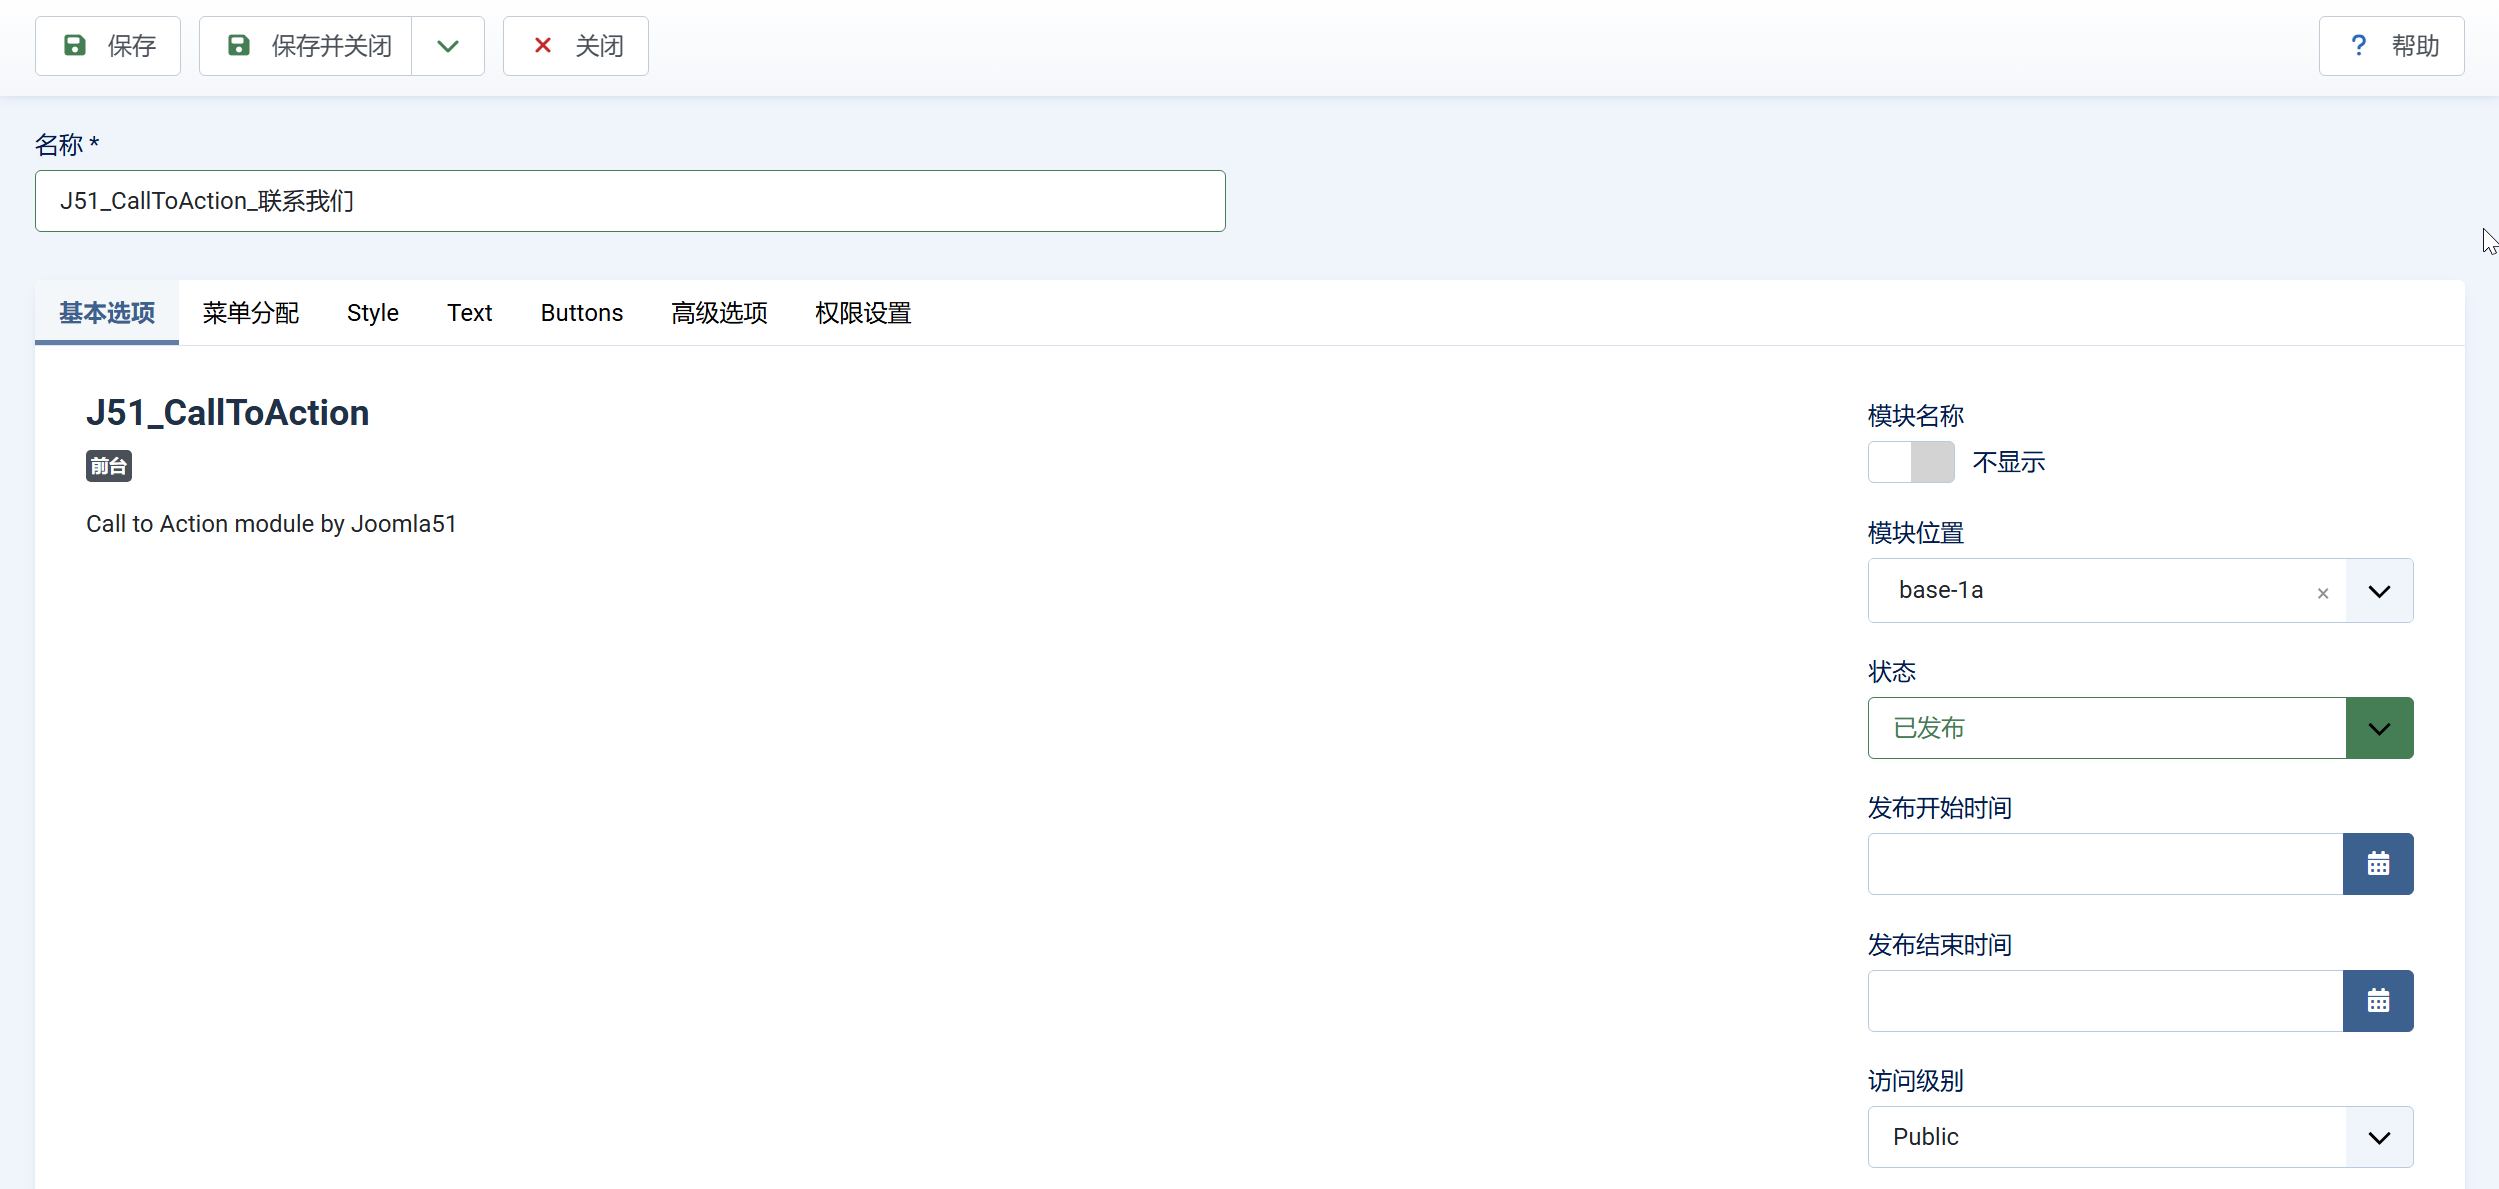 保存
保存并关闭
关闭
? 帮助
名称 *
J51_CallToAction_联系我们
基本选项
菜单分配
Style
Text
Buttons
高级选项
权限设置
J51_CallToAction
前台
Call to Action module by Joomla51
模块名称
不显示
模块位置
base-1a ×
状态
已发布
发布开始时间
发布结束时间
访问级别
Public